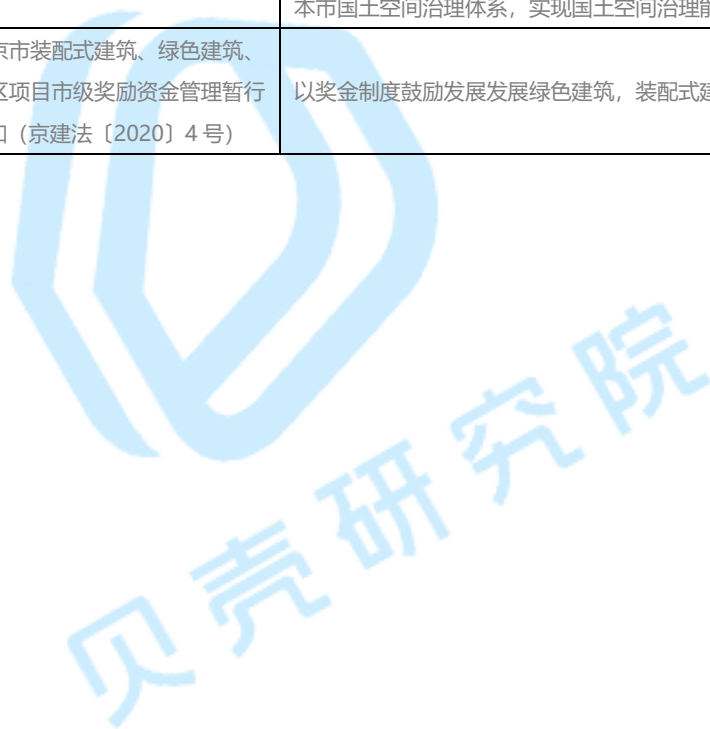 本市国土空间治理体系，实现国土空间治理能
京市装配式建筑、绿色建筑、
区项目市级奖励资金管理暂行
以奖金制度鼓励发展发展绿色建筑，装配式建
（京建法〔2020〕4号）
贝壳研究院